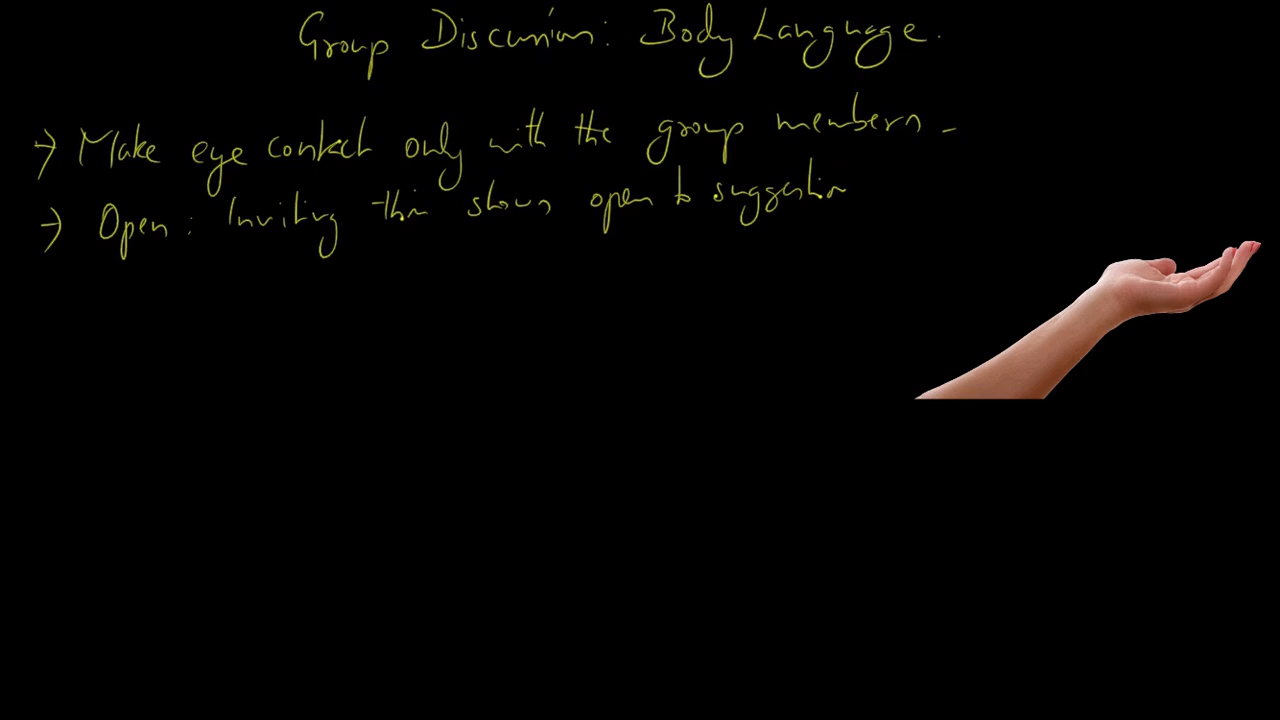 Group Discussion: Body Language.
→ Make eye contact only with the group members -
→ Open: Inviting this shows open to suggestion